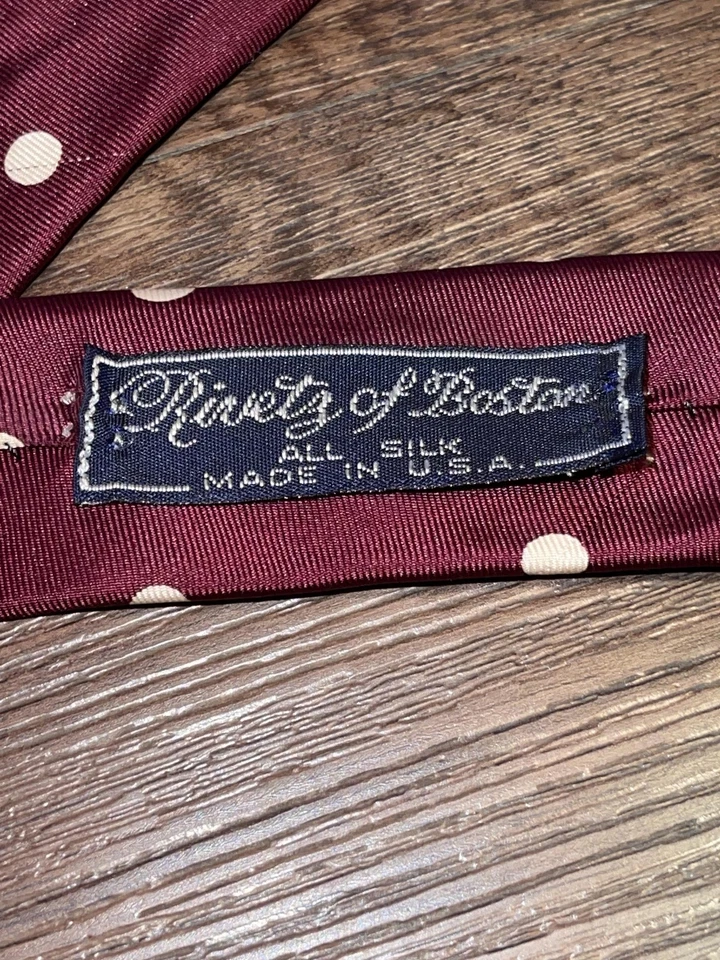 Rivetz of Boston
ALL SILK
MADE IN U.S.A.